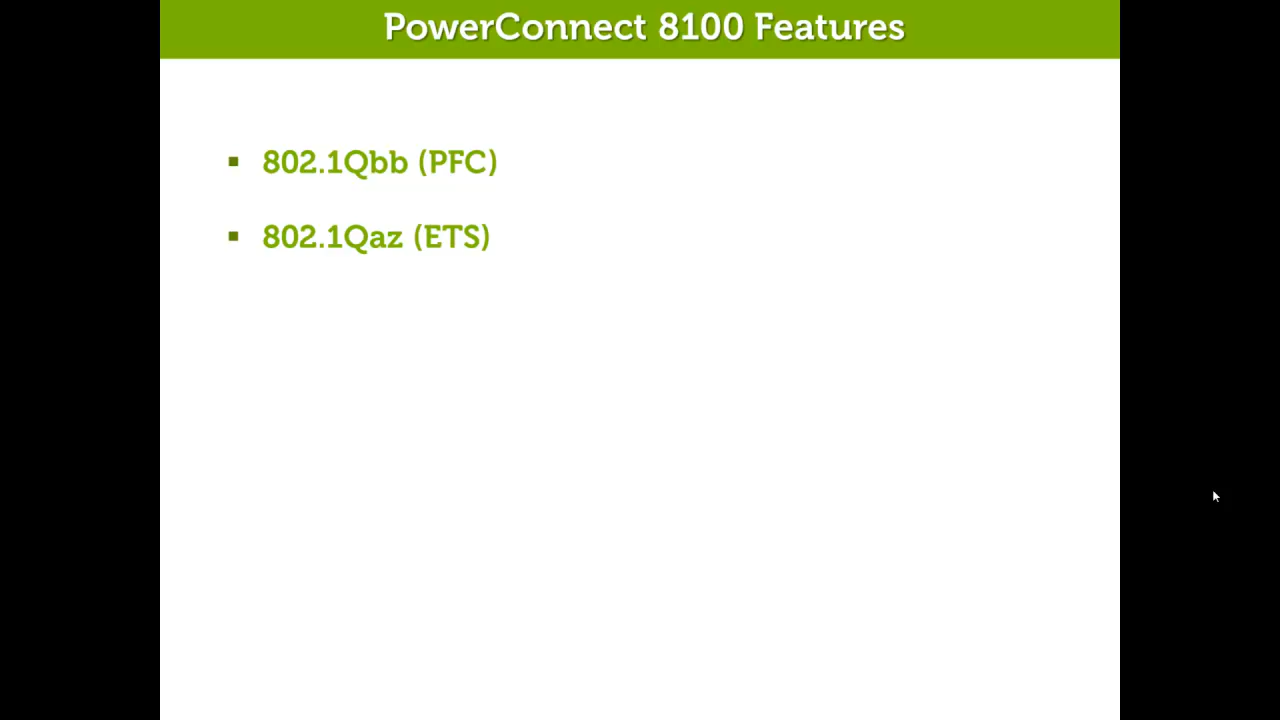 PowerConnect 8100 Features
▪ 802.1Qbb (PFC)
▪ 802.1Qaz (ETS)